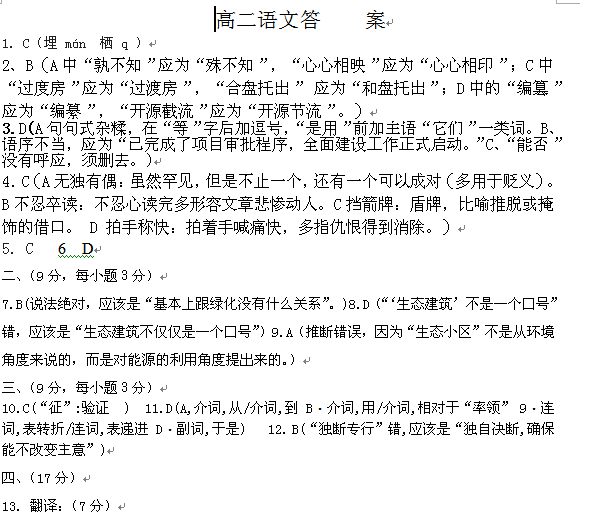 高二语文答 案
1. C(埋 mán 栖 q )
2、B(A中“孰不知”应为“殊不知”,“心心相映”应为“心心相印”;C中
“过度房”应为“过渡房”,“合盘托出” 应为“和盘托出”;D中的“编篡”
应为“编纂”,“开源截流”应为“开源节流”。)
3.D(A句句式杂糅,在“等”字后加逗号,“是用”前加主语“它们”一类词。B、
语序不当,应为“已完成了项目审批程序,全面建设工作正式启动。”C、“能否”
没有呼应,须删去。)
4. C(A无独有偶:虽然罕见,但是不止一个,还有一个可以成对(多用于贬义)。
B不忍卒读:不忍心读完多形容文章悲惨动人。C挡箭牌:盾牌,比喻推脱或掩
饰的借口。 D 拍手称快:拍着手喊痛快,多指仇恨得到消除。)
5. C 6 D
二、(9分,每小题3分)
7.B(说法绝对,应该是“基本上跟绿化没有什么关系”。)8.D(“‘生态建筑’不是一个口号”
错,应该是“生态建筑不仅仅是一个口号”)9.A(推断错误,因为“生态小区”不是从环境
角度来说的,而是对能源的利用角度提出来的。)
三、(9分,每小题3分)
10.C(“征”:验证 ) 11.D(A,介词,从/介词,到 B·介词,用/介词,相对于“率领” 9·连
词,表转折/连词,表递进 D·副词,于是) 12.B(“独断专行”错,应该是“独自决断,确保
能不改变主意”)
四、(17分)
13. 翻译:(7分)